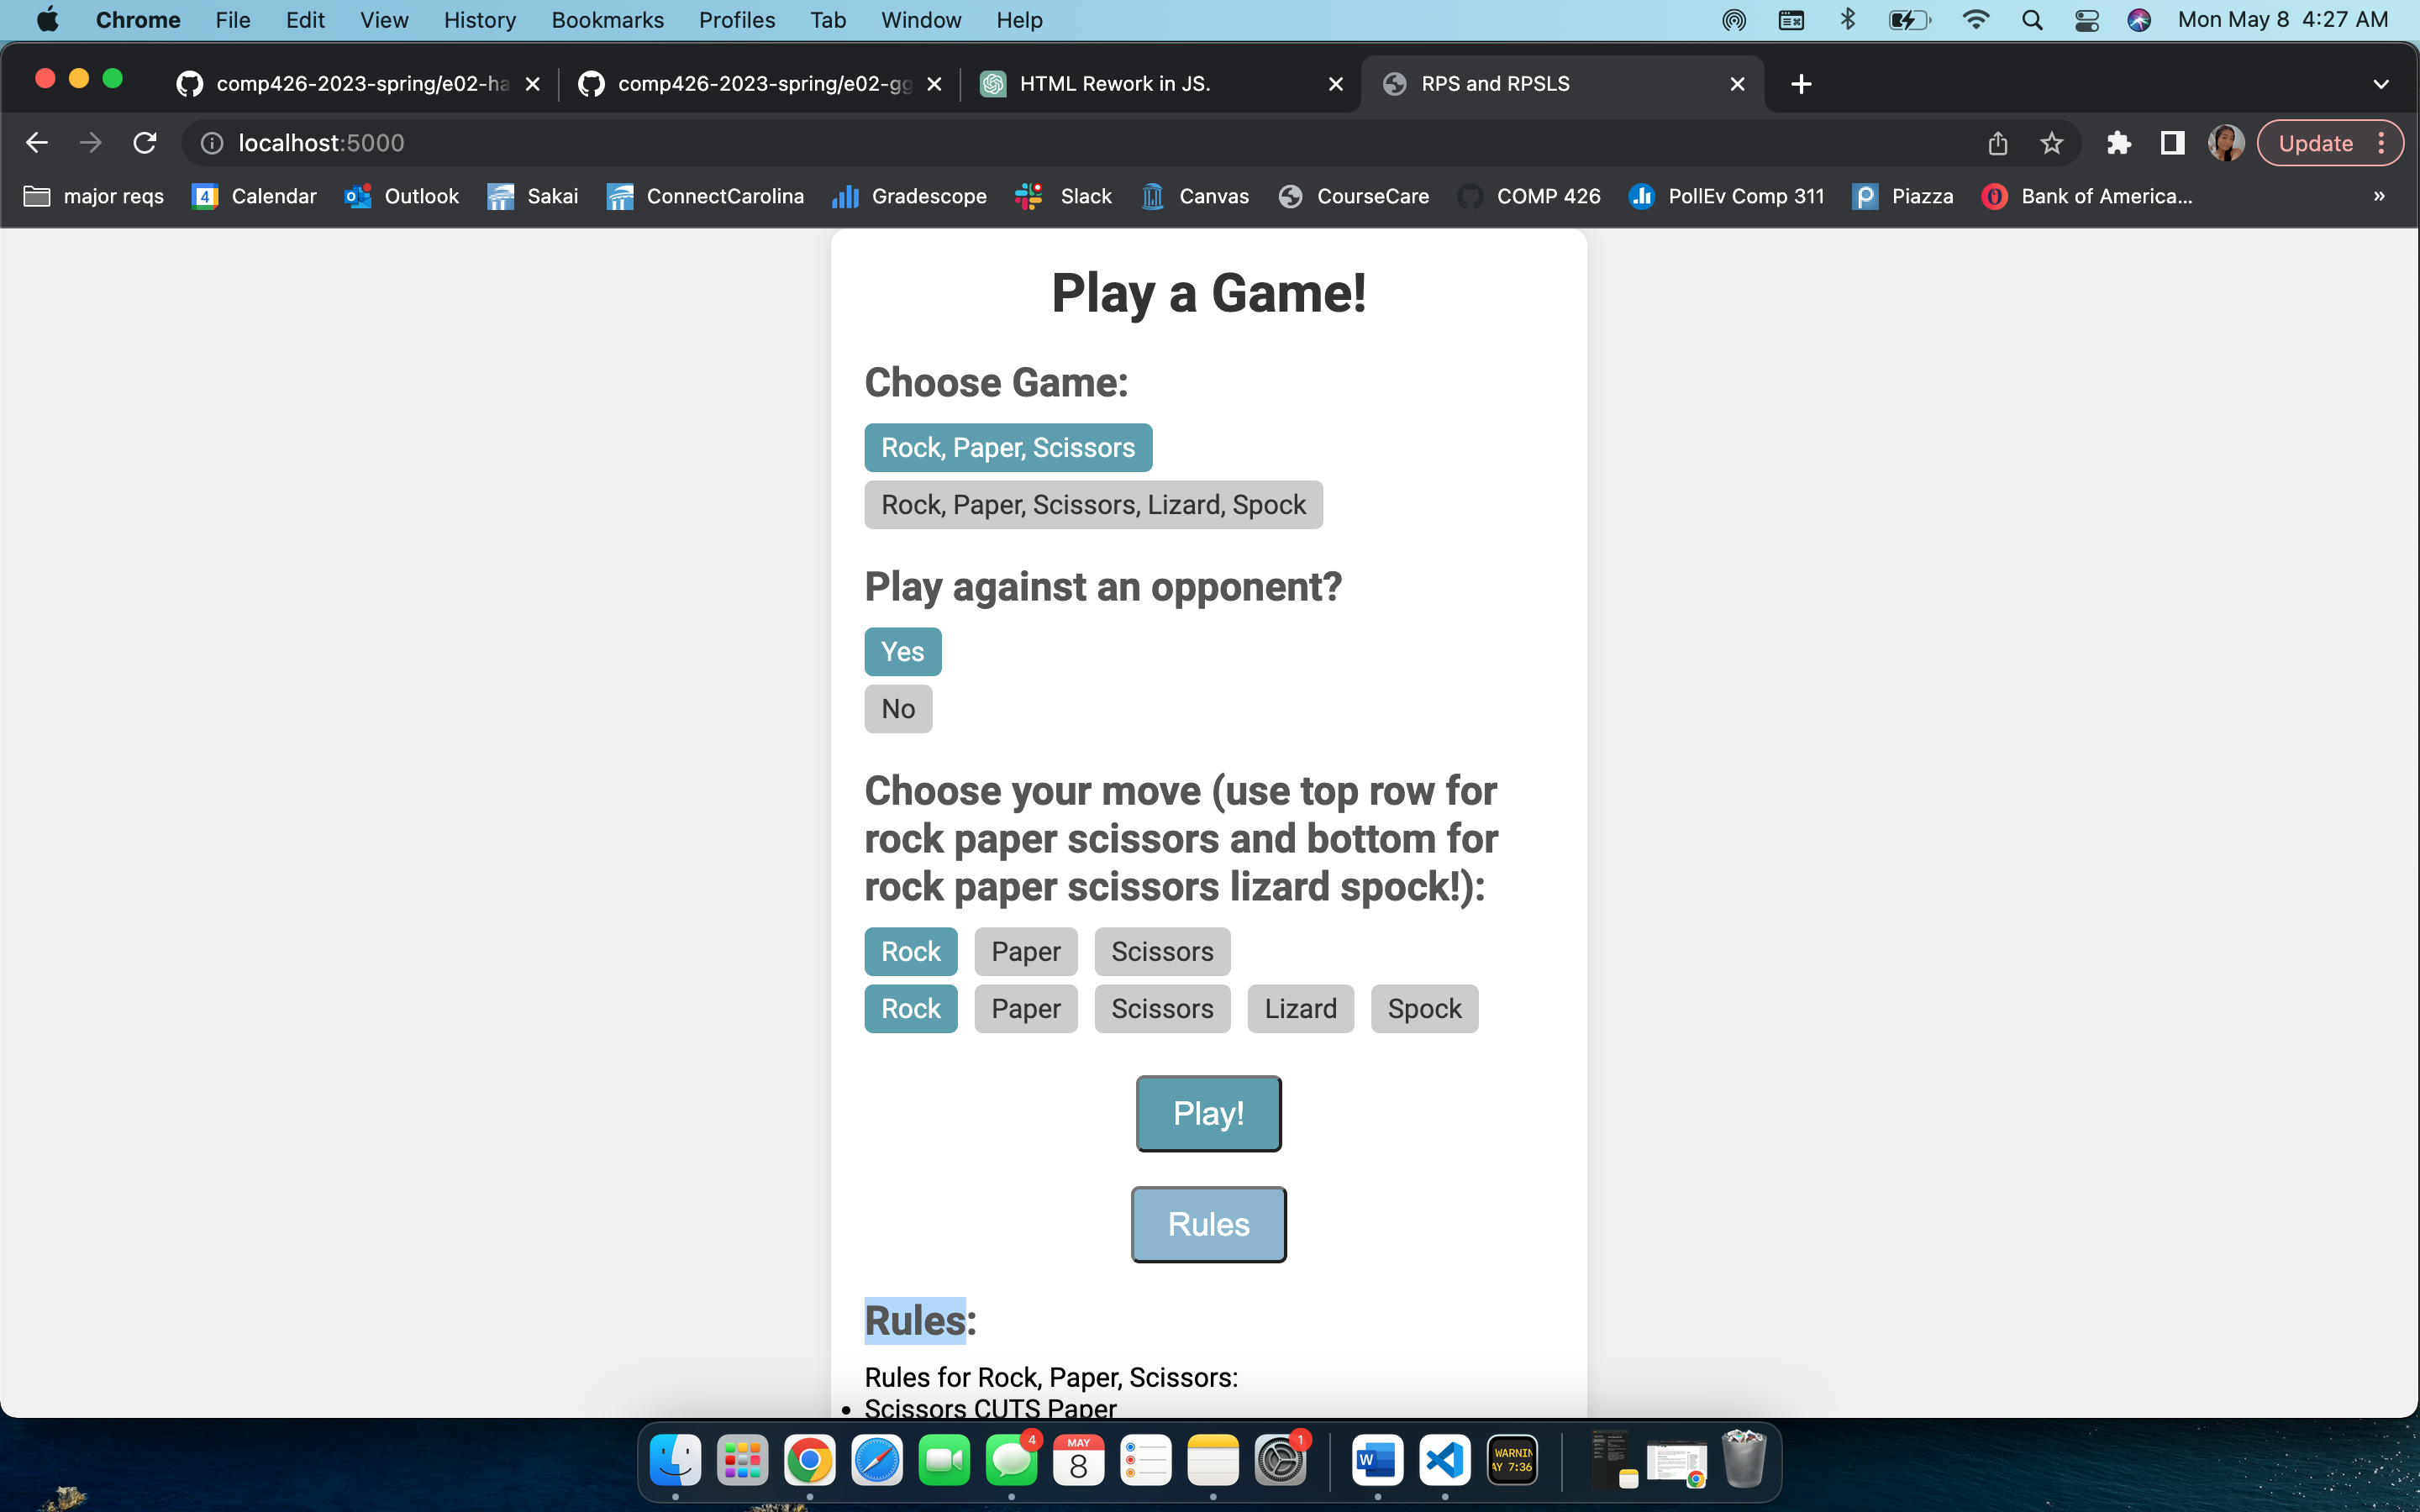 Chrome File Edit View History Bookmarks Profiles Tab Window Help Mon May 8 4:27 AM
comp426-2023-spring/e02-ha comp426-2023-spring/e02-gg HTML Rework in JS. RPS and RPSLS
localhost:5000 Update
major reqs 4 Calendar Outlook Sakai ConnectCarolina Gradescope Slack Canvas CourseCare COMP 426 PollEv Comp 311 Piazza Bank of America... »
Play a Game!
Choose Game:
Rock, Paper, Scissors
Rock, Paper, Scissors, Lizard, Spock
Play against an opponent?
Yes
No
Choose your move (use top row for
rock paper scissors and bottom for
rock paper scissors lizard spock!):
Rock Paper Scissors
Rock Paper Scissors Lizard Spock
Play!
Rules
Rules:
Rules for Rock, Paper, Scissors:
• Scissors CUTS Paper
4 MAY 8 1 W WARNIN
AY 7:36